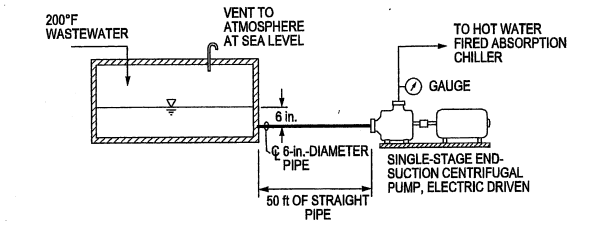 200°F
WASTEWATER
VENT TO
ATMOSPHERE
AT SEA LEVEL
TO HOT WATER
FIRED ABSORPTION
CHILLER
GAUGE
6 in.
℄ 6-in.-DIAMETER
PIPE
50 ft OF STRAIGHT
PIPE
SINGLE-STAGE END-
SUCTION CENTRIFUGAL
PUMP, ELECTRIC DRIVEN